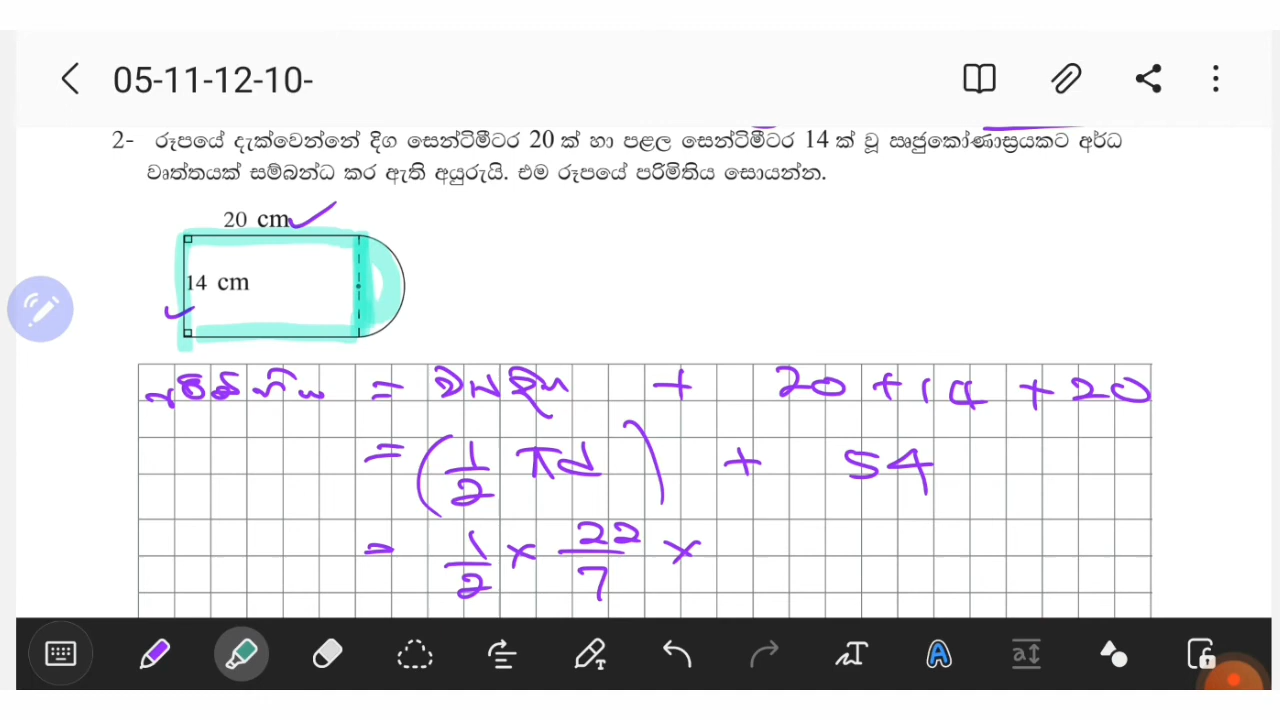 05-11-12-10-
2- රූපයේ දැක්වෙන්නේ දිග සෙන්ටිමීටර 20 ක් හා පළල සෙන්ටිමීටර 14 ක් වූ ඍජුකෝණාස්‍රයකට අර්ධ
වෘත්තයක් සම්බන්ධ කර ඇති අයුරුයි. එම රූපයේ පරිමිතිය සොයන්න.
20 cm
14 cm
පරිමිතිය = + 20 + 14 + 20
= (1/2 πd) + 54
= 1/2 × 22/7 ×
T
A
a